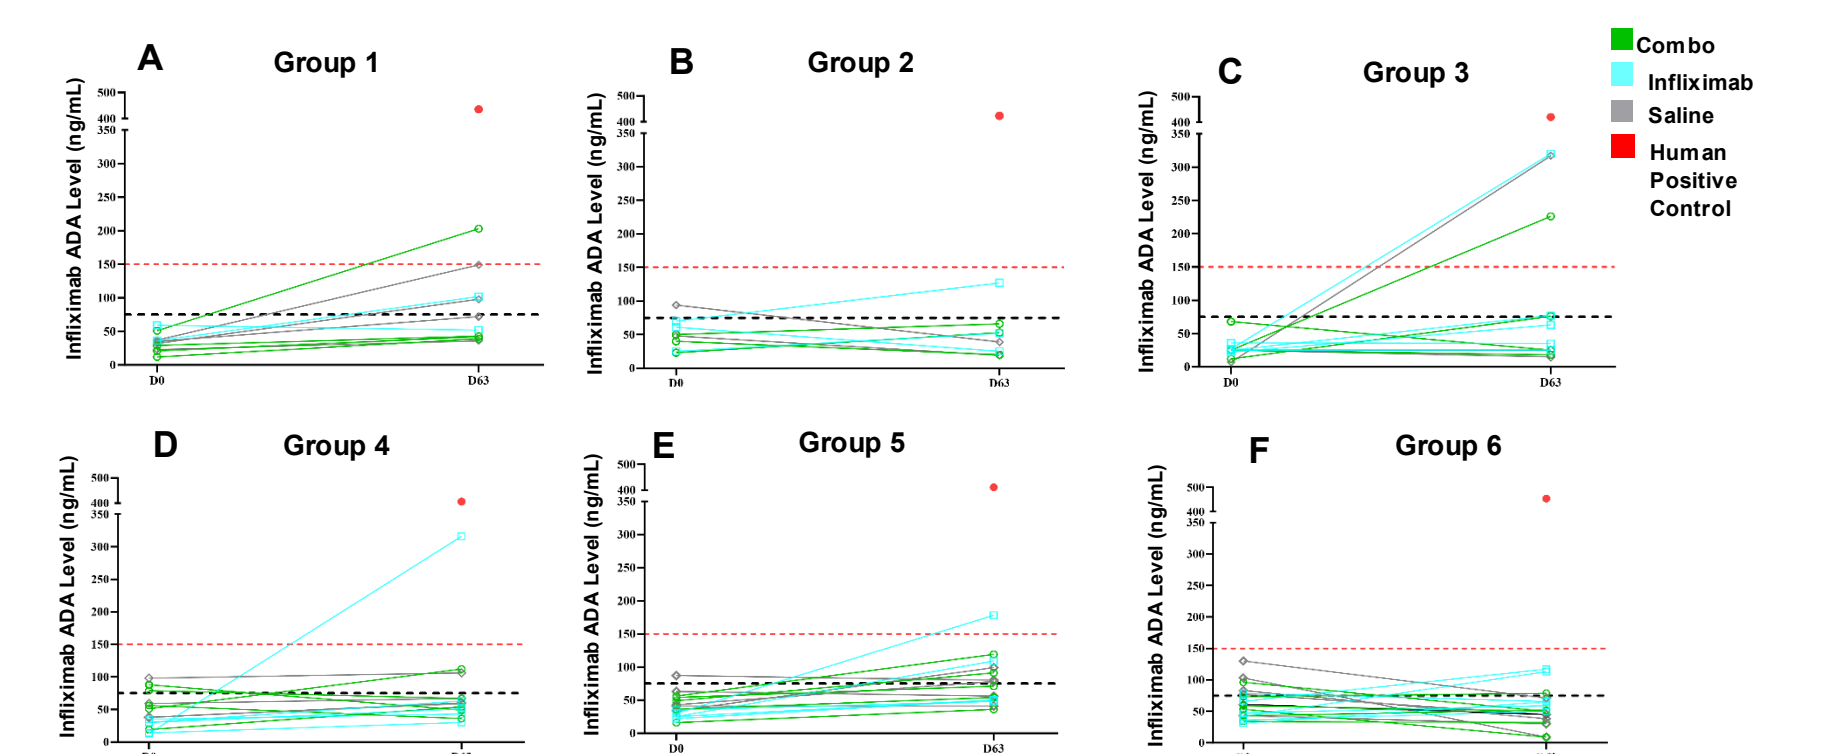 A
Group 1
Infliximab ADA Level (ng/mL)
500
400
350
300
250
200
150
100
50
0
D0
D63
B
Group 2
Infliximab ADA Level (ng/mL)
500
400
350
300
250
200
150
100
50
0
D0
D63
C
Group 3
Infliximab ADA Level (ng/mL)
500
400
350
300
250
200
150
100
50
0
D0
D63
Combo
Infliximab
Saline
Human
Positive
Control
D
Group 4
Infliximab ADA Level (ng/mL)
500
400
350
300
250
200
150
100
50
0
E
Group 5
Infliximab ADA Level (ng/mL)
500
400
350
300
250
200
150
100
50
0
D0
D63
F
Group 6
Infliximab ADA Level (ng/mL)
500
400
350
300
250
200
150
100
50
0